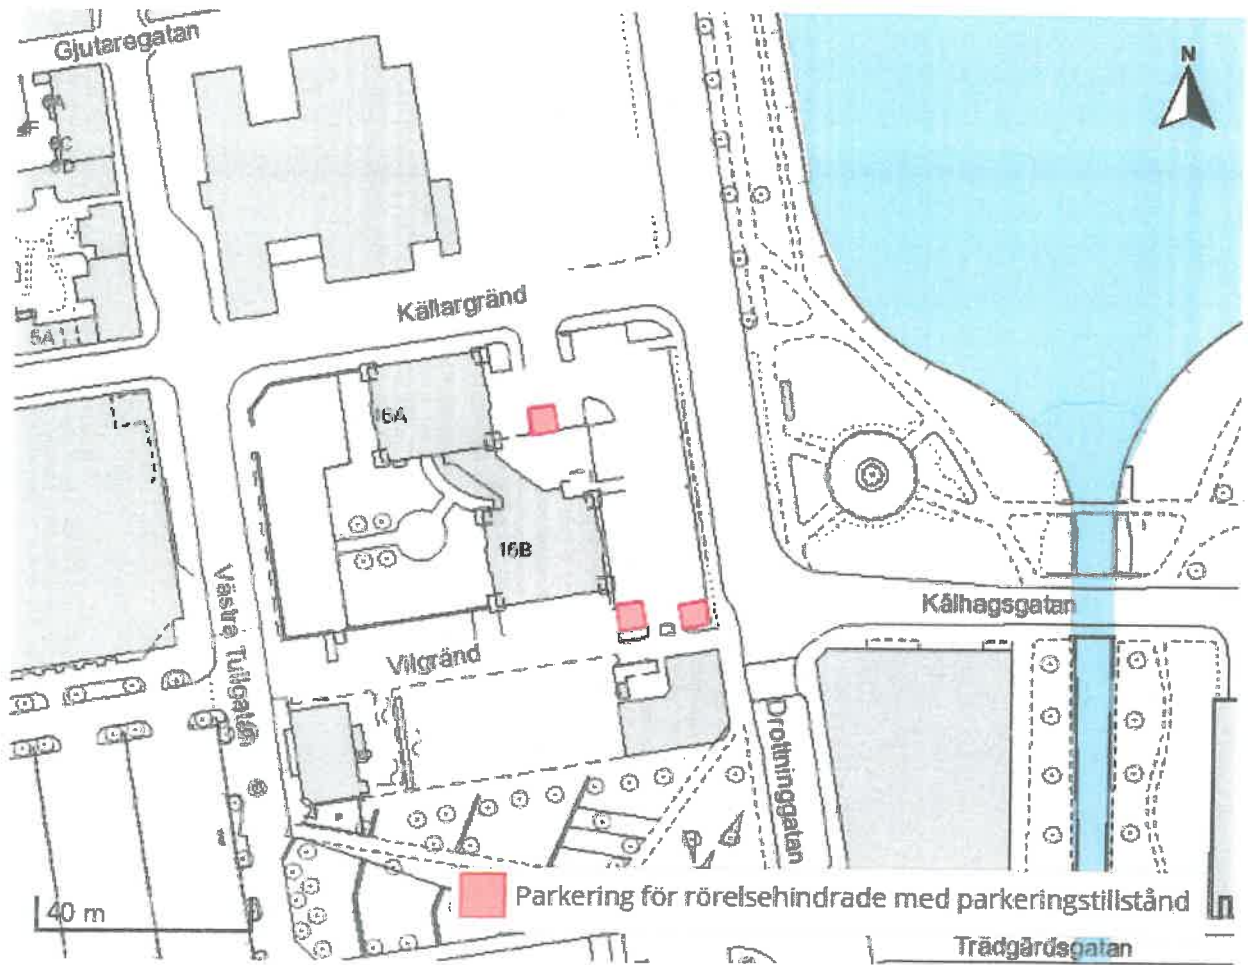 Gjutaregatan
N
C
5A
Källargränd
16A
16B
Kålhagsgatan
Västra Tullgatan
Vilgränd
Drottninggatan
P
40 m
Parkering för rörelsehindrade med parkeringstillstånd
Trädgårdsgatan